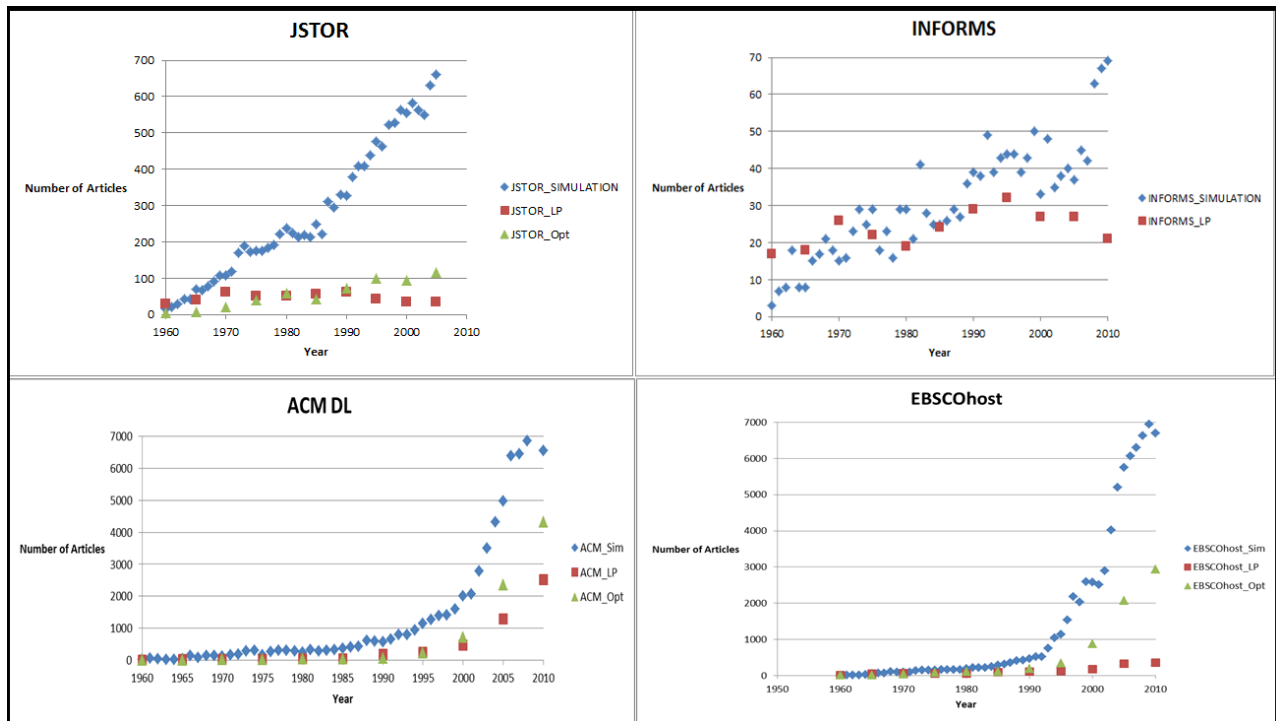 JSTOR
700
600
500
400
300
200
100
0
Number of Articles
1960 1970 1980 1990 2000 2010
Year
JSTOR_SIMULATION
JSTOR_LP
JSTOR_Opt
INFORMS
70
60
50
40
30
20
10
0
Number of Articles
1960 1970 1980 1990 2000 2010
Year
INFORMS_SIMULATION
INFORMS_LP
ACM DL
7000
6000
5000
4000
3000
2000
1000
0
Number of Articles
1960 1965 1970 1975 1980 1985 1990 1995 2000 2005 2010
Year
ACM_Sim
ACM_LP
ACM_Opt
EBSCOhost
7000
6000
5000
4000
3000
2000
1000
0
Number of Articles
1950 1960 1970 1980 1990 2000 2010
Year
EBSCOhost_Sim
EBSCOhost_LP
EBSCOhost_Opt